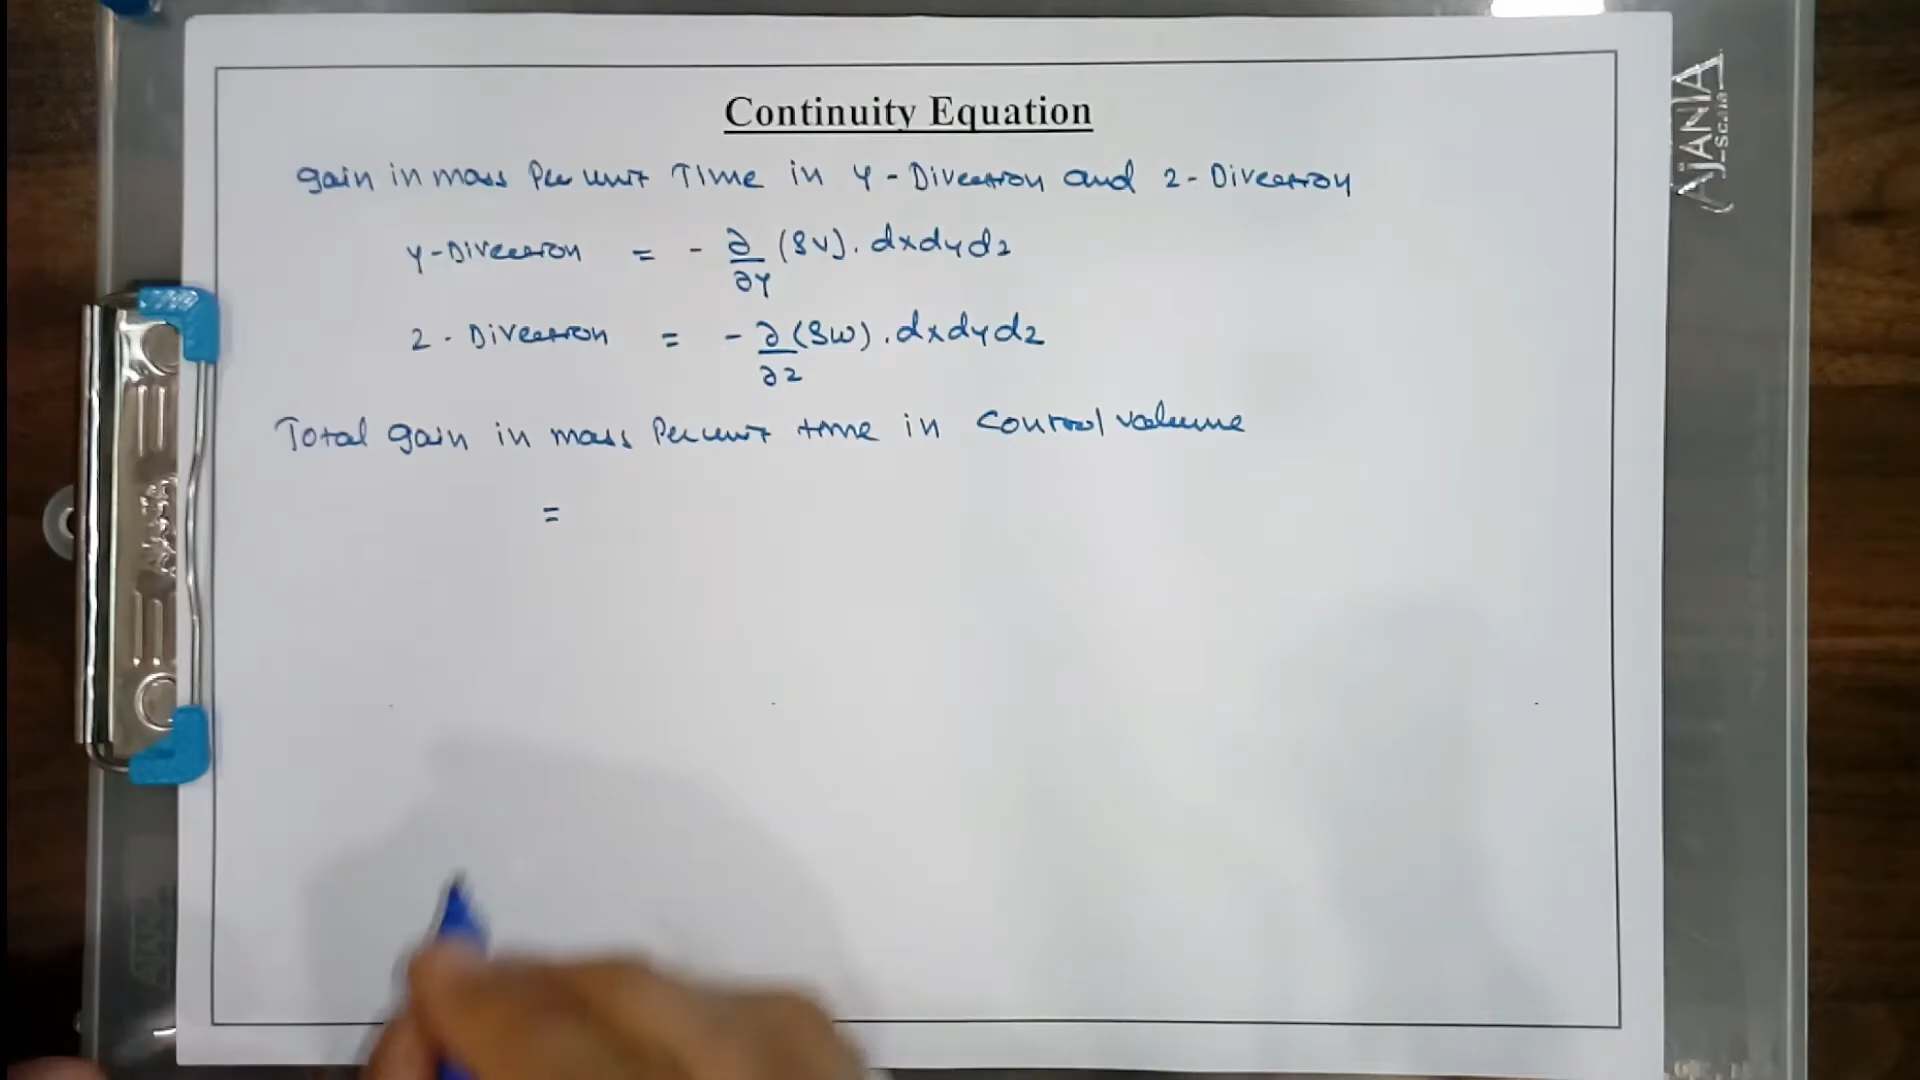 Continuity Equation
gain in mass Per unit Time in y-Direction and z-Direction
y-Direction = - ∂/∂y (ρv). dxdydz
z-Direction = - ∂/∂z (ρw). dxdydz
Total gain in mass Per unit time in Control volume
=
AJANTA
Scala